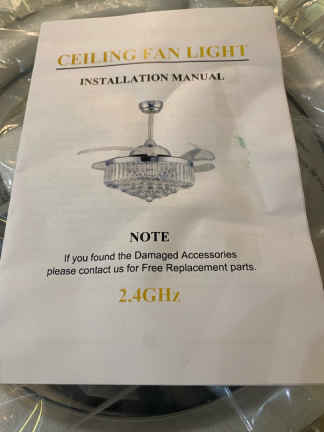 CEILING FAN LIGHT
INSTALLATION MANUAL
NOTE
If you found the Damaged Accessories
please contact us for Free Replacement parts.
2.4GHz